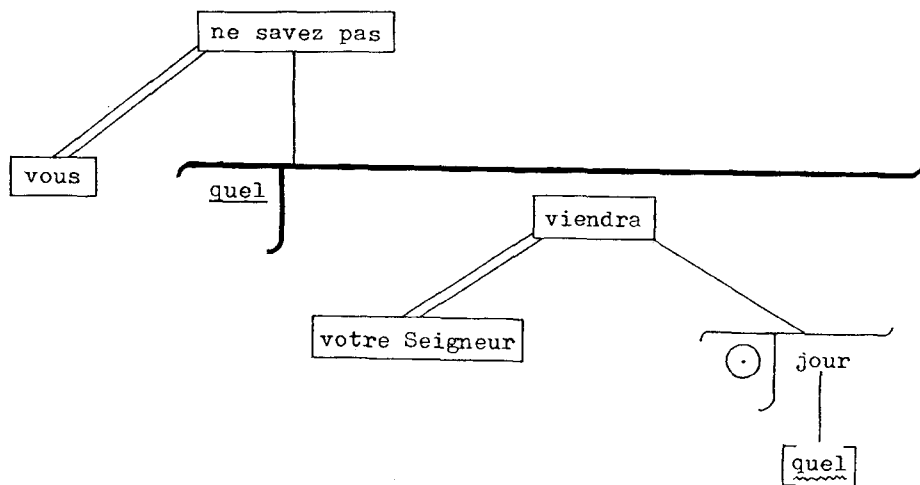 ne savez pas
vous
quel
viendra
votre Seigneur
jour
[quel]